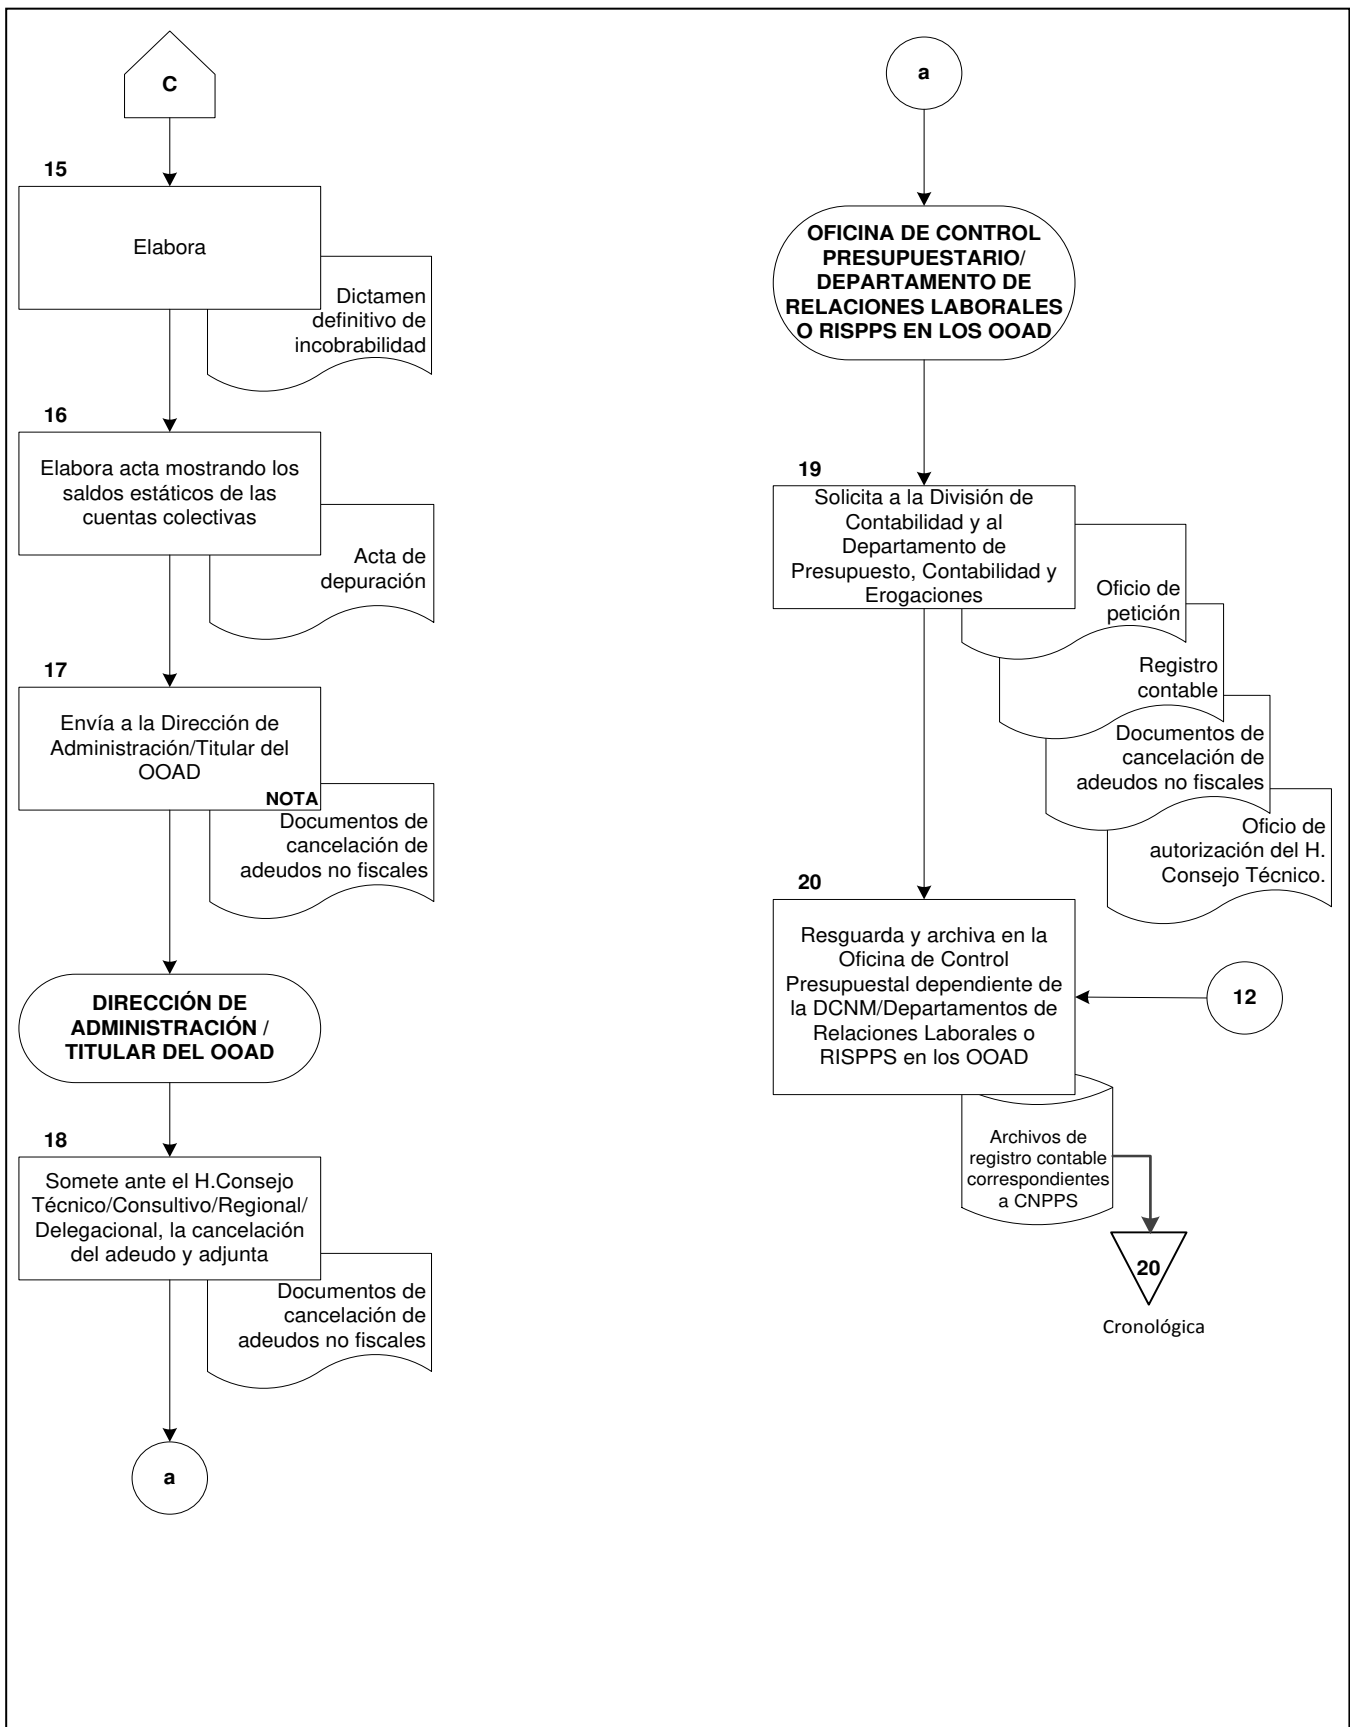 C
15
Elabora
Dictamen
definitivo de
incobrabilidad
16
Elabora acta mostrando los
saldos estáticos de las
cuentas colectivas
Acta de
depuración
17
Envía a la Dirección de
Administración/Titular del
OOAD
NOTA
Documentos de
cancelación de
adeudos no fiscales
DIRECCIÓN DE
ADMINISTRACIÓN /
TITULAR DEL OOAD
18
Somete ante el H.Consejo
Técnico/Consultivo/Regional/
Delegacional, la cancelación
del adeudo y adjunta
Documentos de
cancelación de
adeudos no fiscales
a
a
OFICINA DE CONTROL
PRESUPUESTARIO/
DEPARTAMENTO DE
RELACIONES LABORALES
O RISPPS EN LOS OOAD
19
Solicita a la División de
Contabilidad y al
Departamento de
Presupuesto, Contabilidad y
Erogaciones
Oficio de
petición
Registro
contable
Documentos de
cancelación de
adeudos no fiscales
Oficio de
autorización del H.
Consejo Técnico.
20
Resguarda y archiva en la
Oficina de Control
Presupuestal dependiente de
la DCNM/Departamentos de
Relaciones Laborales o
RISPPS en los OOAD
12
Archivos de
registro contable
correspondientes
a CNPPS
20
Cronológica